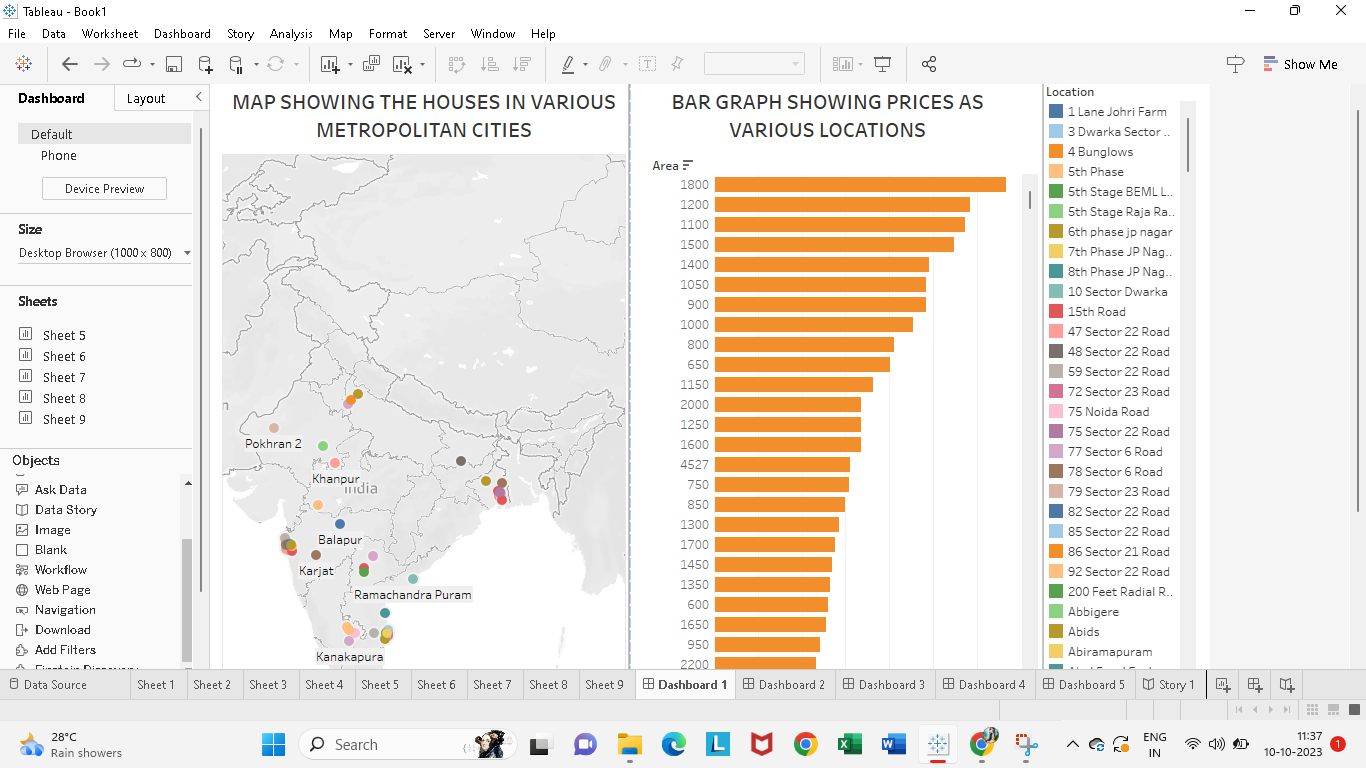 Tableau - Book1
File Data Worksheet Dashboard Story Analysis Map Format Server Window Help
Show Me
Dashboard Layout
Default
Phone
Device Preview
Size
Desktop Browser (1000 x 800)
Sheets
Sheet 5
Sheet 6
Sheet 7
Sheet 8
Sheet 9
Objects
Ask Data
Data Story
Image
Blank
Workflow
Web Page
Navigation
Download
Add Filters
MAP SHOWING THE HOUSES IN VARIOUS
METROPOLITAN CITIES
Pokhran 2
Khanpur
India
Balapur
Karjat
Ramachandra Puram
Kanakapura
BAR GRAPH SHOWING PRICES AS
VARIOUS LOCATIONS
Area
1800
1200
1100
1500
1400
1050
900
1000
800
650
1150
2000
1250
1600
4527
750
850
1300
1700
1450
1350
600
1650
950
2200
Location
1 Lane Johri Farm
3 Dwarka Sector ..
4 Bunglows
5th Phase
5th Stage BEML L..
5th Stage Raja Ra..
6th phase jp nagar
7th Phase JP Nag..
8th Phase JP Nag..
10 Sector Dwarka
15th Road
47 Sector 22 Road
48 Sector 22 Road
59 Sector 22 Road
72 Sector 23 Road
75 Noida Road
75 Sector 22 Road
77 Sector 6 Road
78 Sector 6 Road
79 Sector 23 Road
82 Sector 22 Road
85 Sector 22 Road
86 Sector 21 Road
92 Sector 22 Road
200 Feet Radial R..
Abbigere
Abids
Abiramapuram
Data Source Sheet 1 Sheet 2 Sheet 3 Sheet 4 Sheet 5 Sheet 6 Sheet 7 Sheet 8 Sheet 9 Dashboard 1 Dashboard 2 Dashboard 3 Dashboard 4 Dashboard 5 Story 1
28°C
Rain showers
Search
ENG
IN
11:37
10-10-2023
1